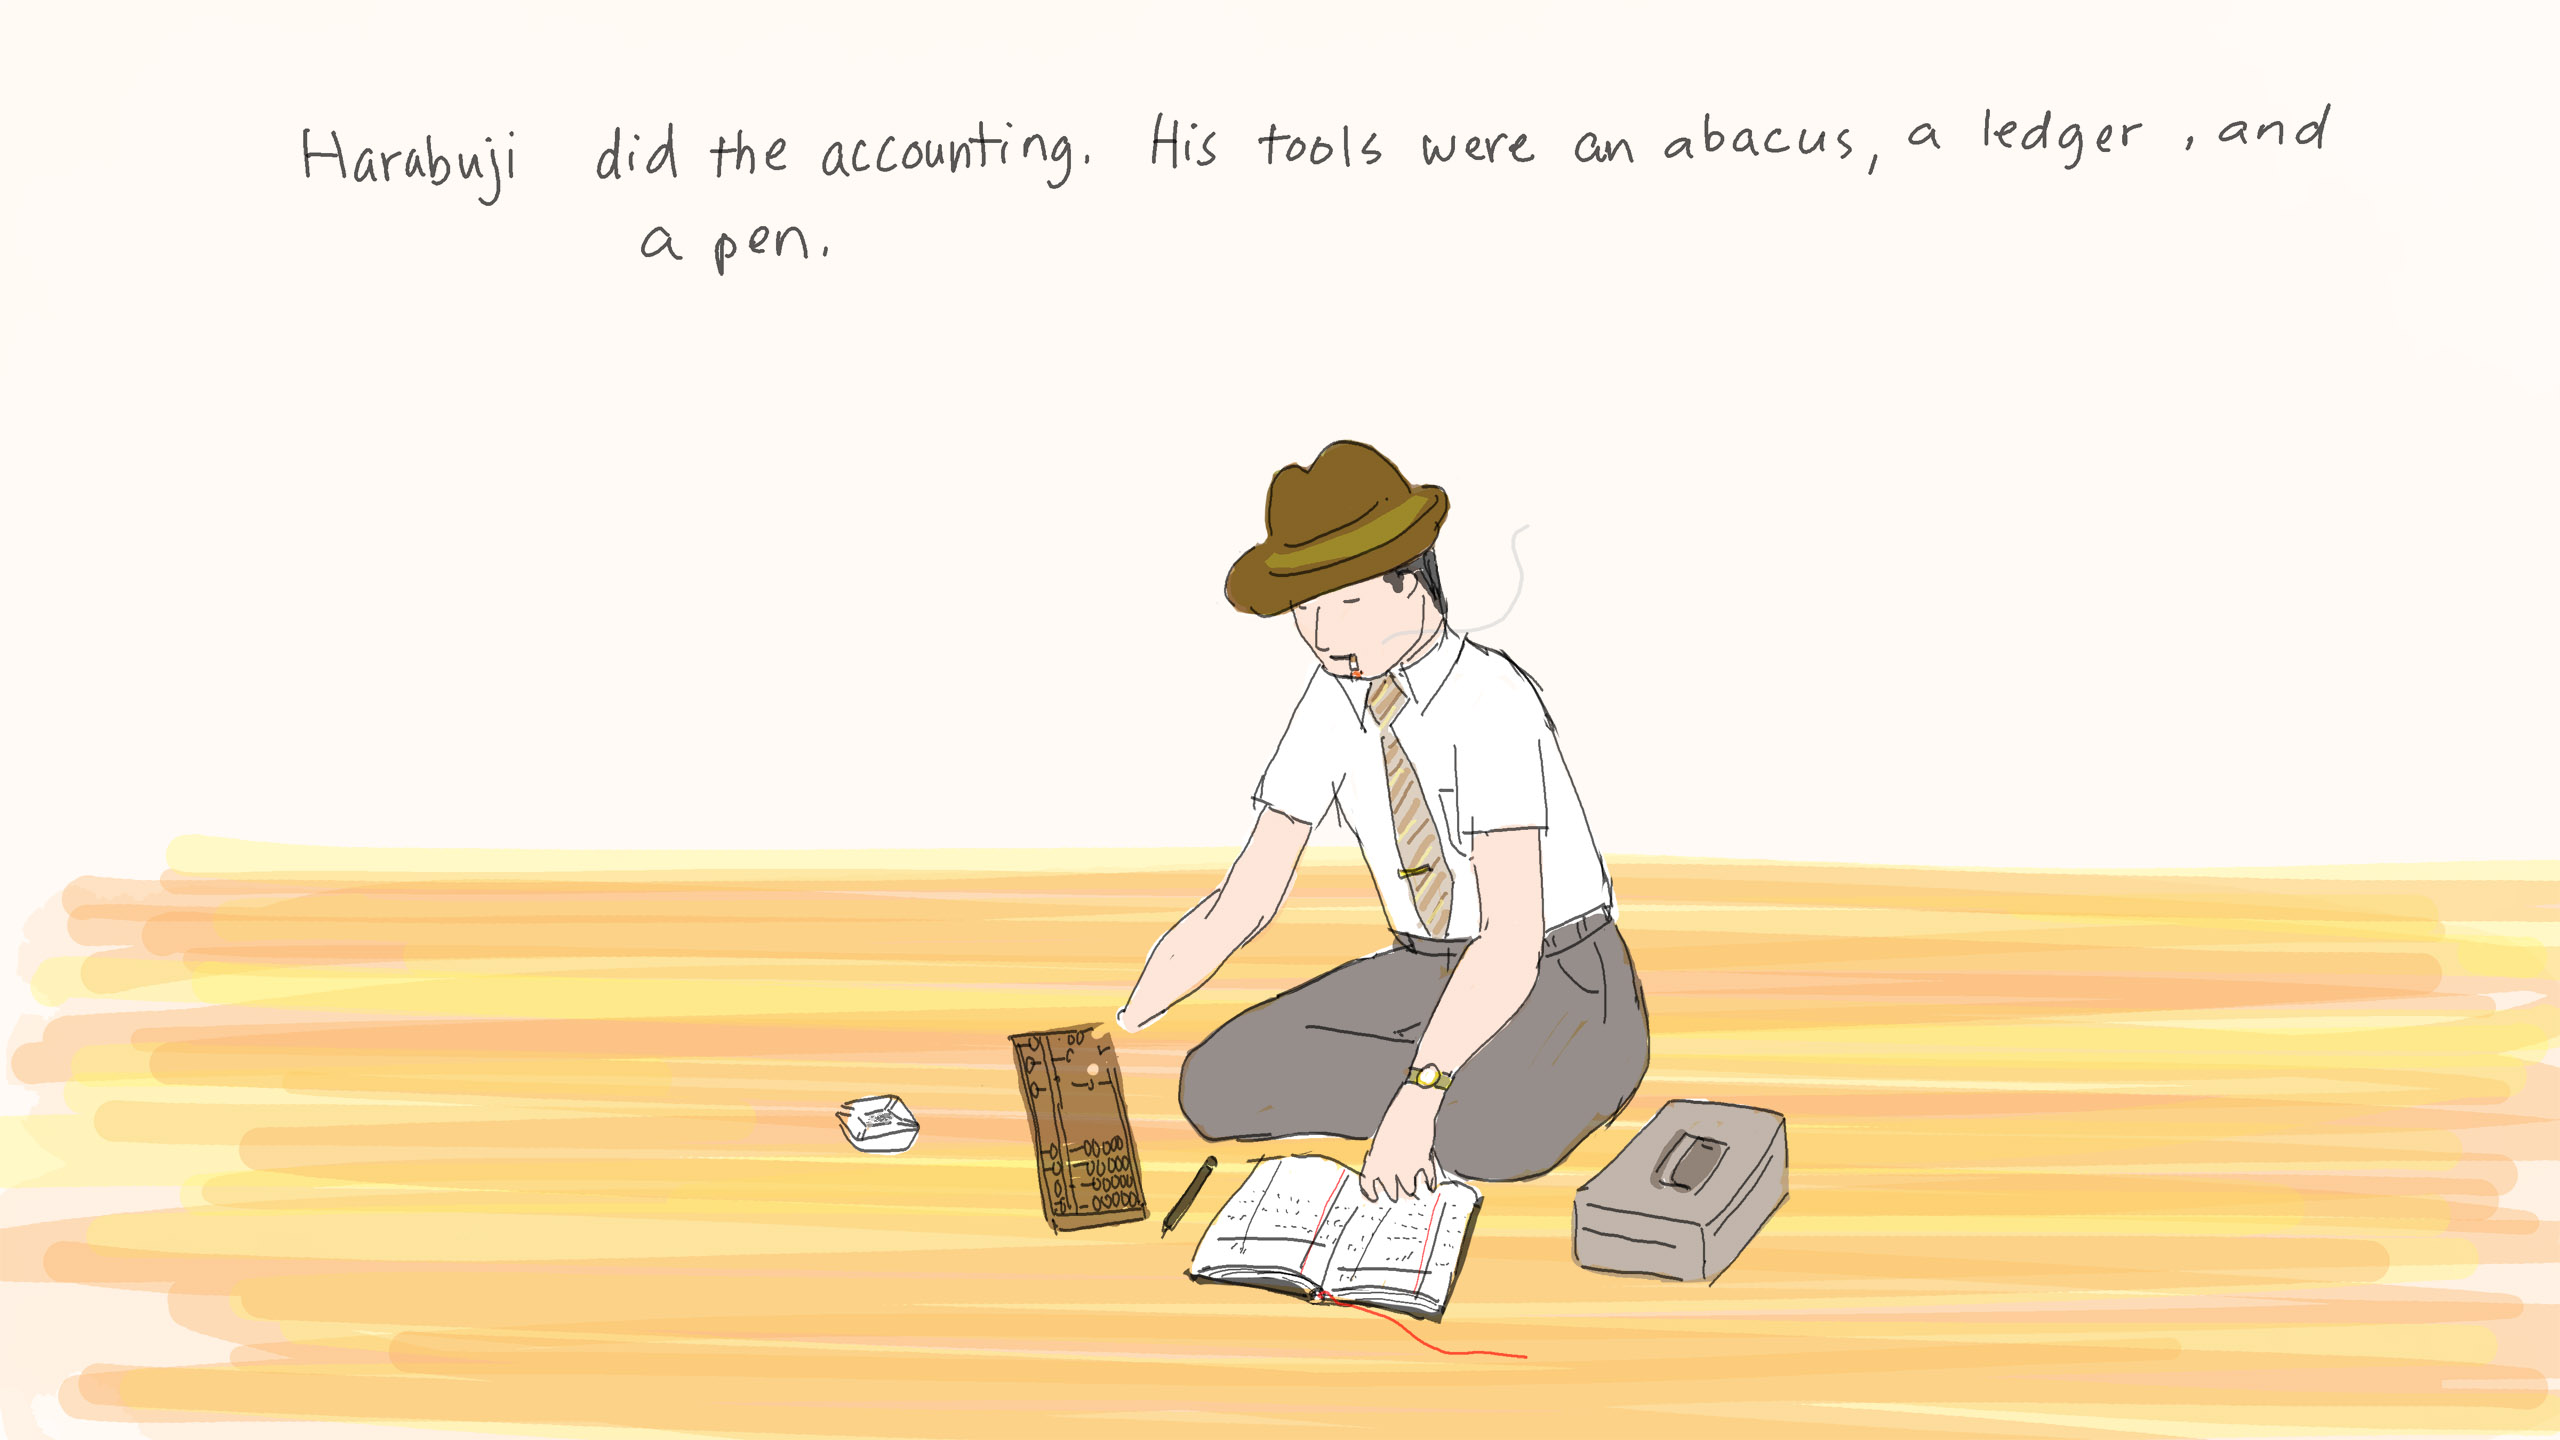 Harabuji did the accounting. His tools were an abacus, a ledger, and
a pen.